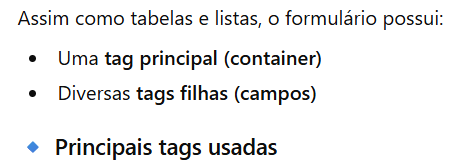 Assim como tabelas e listas, o formulário possui:
• Uma tag principal (container)
• Diversas tags filhas (campos)
🔹 Principais tags usadas